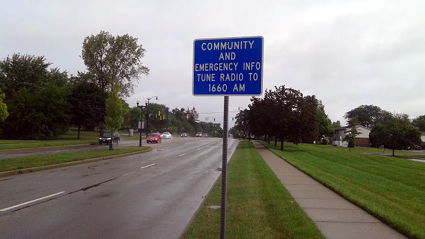 COMMUNITY
AND
EMERGENCY INFO
TUNE RADIO TO
1660 AM